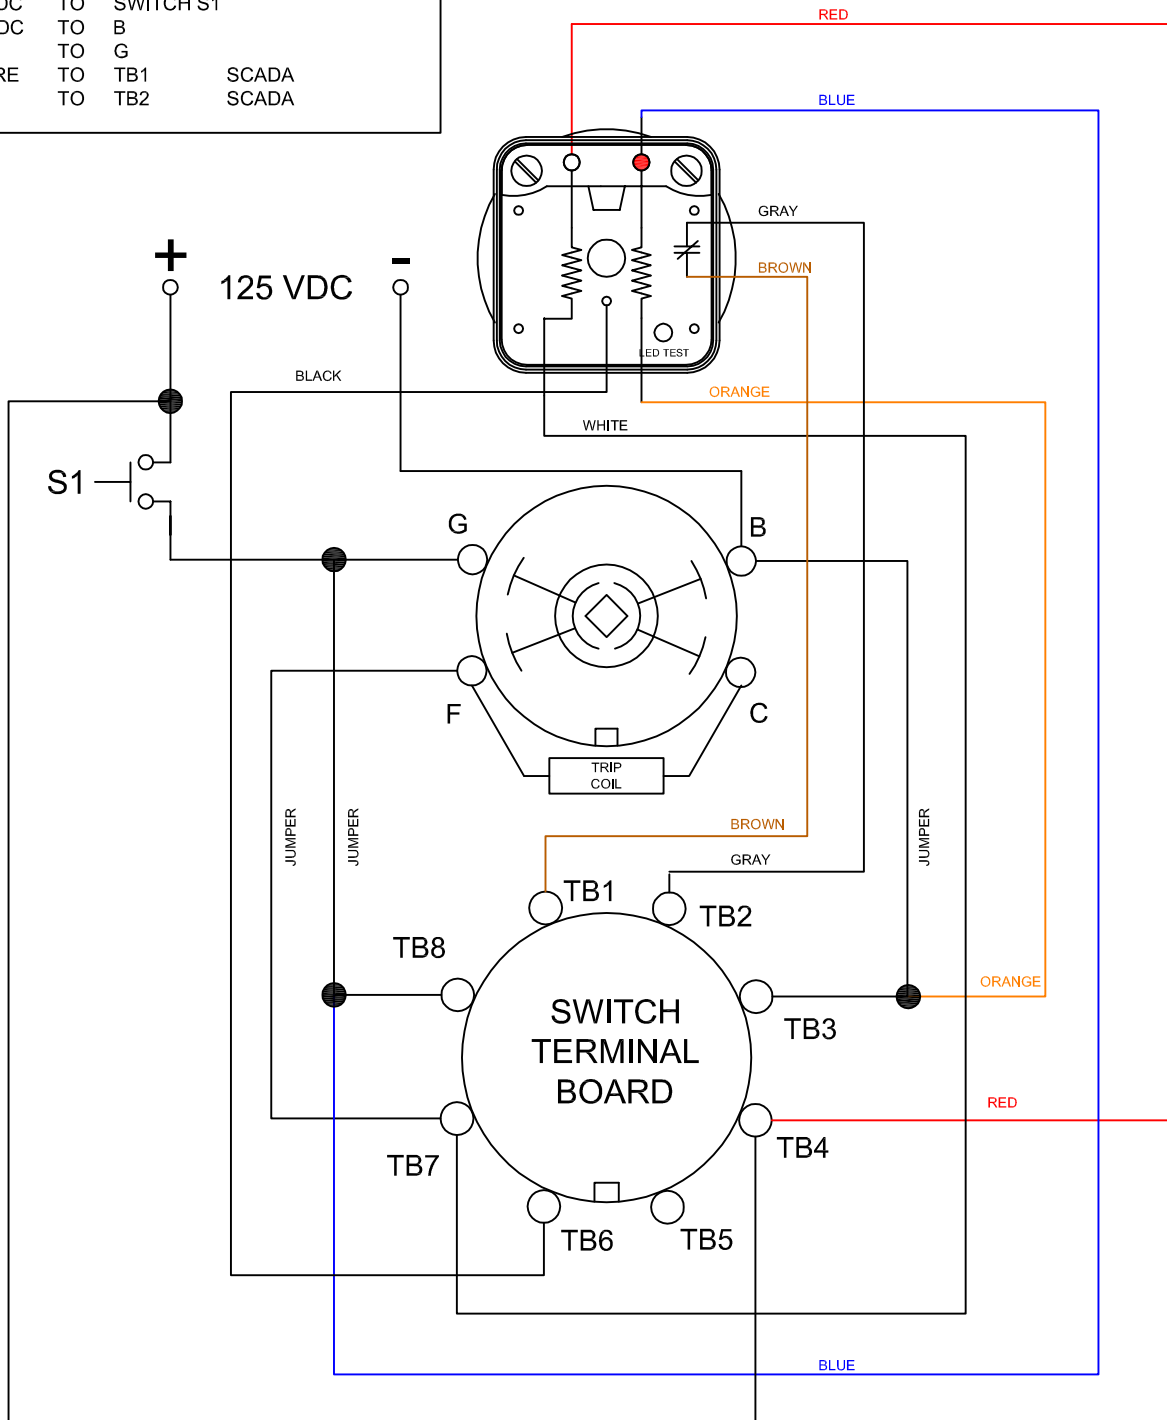 TO SWITCH S1
TO B
TO G
TO TB1 SCADA
TO TB2 SCADA
RED
BLUE
GRAY
BROWN
+ 125 VDC -
LED TEST
BLACK
ORANGE
WHITE
S1
G
B
F
C
TRIP
COIL
JUMPER
JUMPER
JUMPER
BROWN
GRAY
TB1
TB2
TB8
ORANGE
SWITCH
TERMINAL
BOARD
TB3
RED
TB7
TB4
TB6
TB5
BLUE